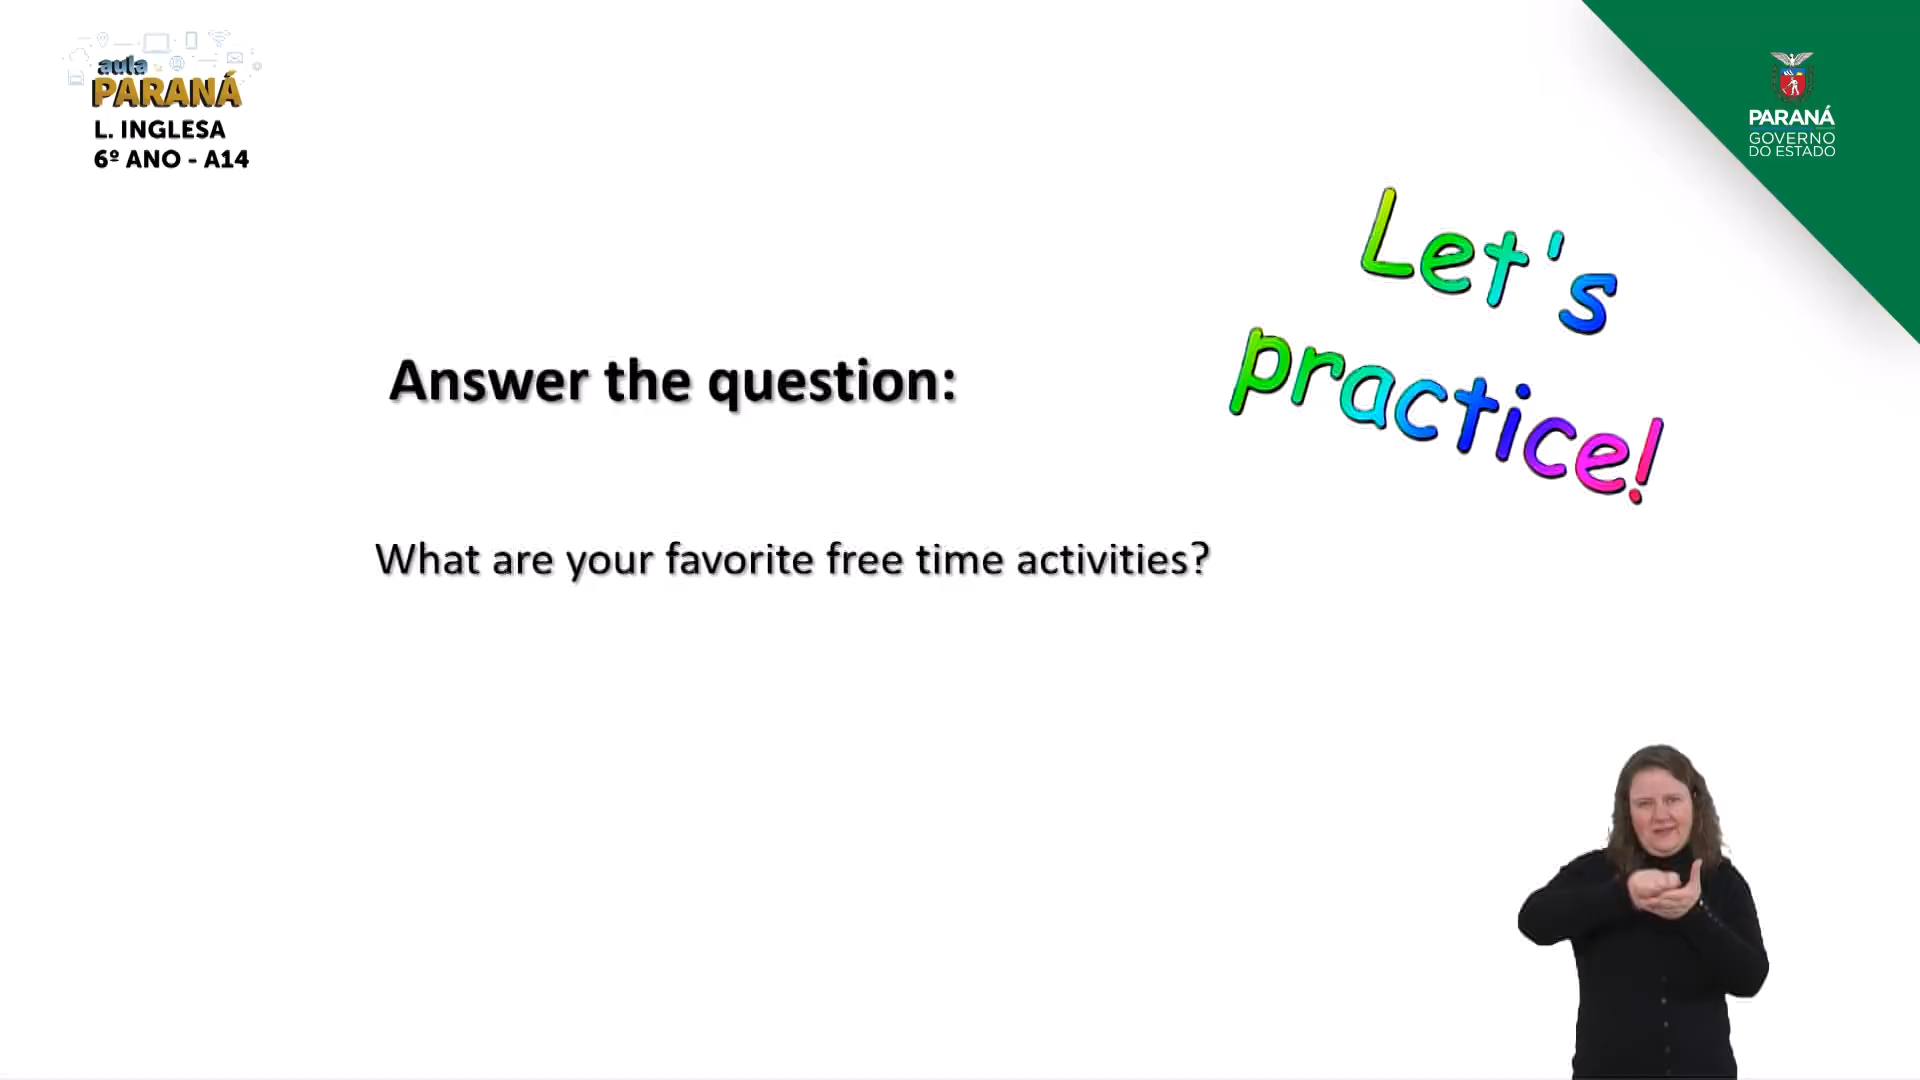 aula
PARANÁ
L. INGLESA
6º ANO - A14
PARANÁ
GOVERNO
DO ESTADO
Let's
practice!
Answer the question:
What are your favorite free time activities?